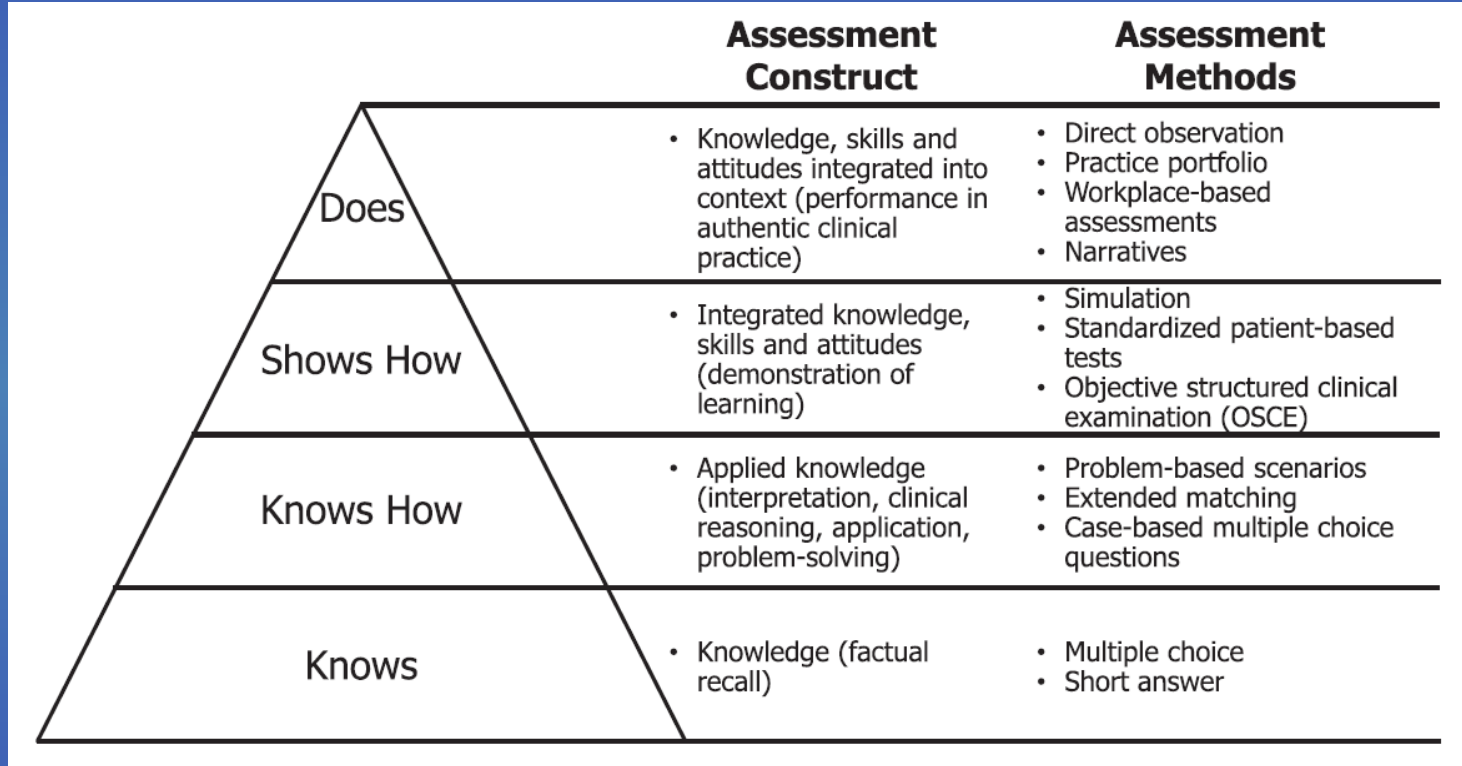 Assessment
Construct
Assessment
Methods
Does
• Knowledge, skills and
attitudes integrated into
context (performance in
authentic clinical
practice)
• Direct observation
• Practice portfolio
• Workplace-based
assessments
• Narratives
Shows How
• Integrated knowledge,
skills and attitudes
(demonstration of
learning)
• Simulation
• Standardized patient-based
tests
• Objective structured clinical
examination (OSCE)
Knows How
• Applied knowledge
(interpretation, clinical
reasoning, application,
problem-solving)
• Problem-based scenarios
• Extended matching
• Case-based multiple choice
questions
Knows
• Knowledge (factual
recall)
• Multiple choice
• Short answer